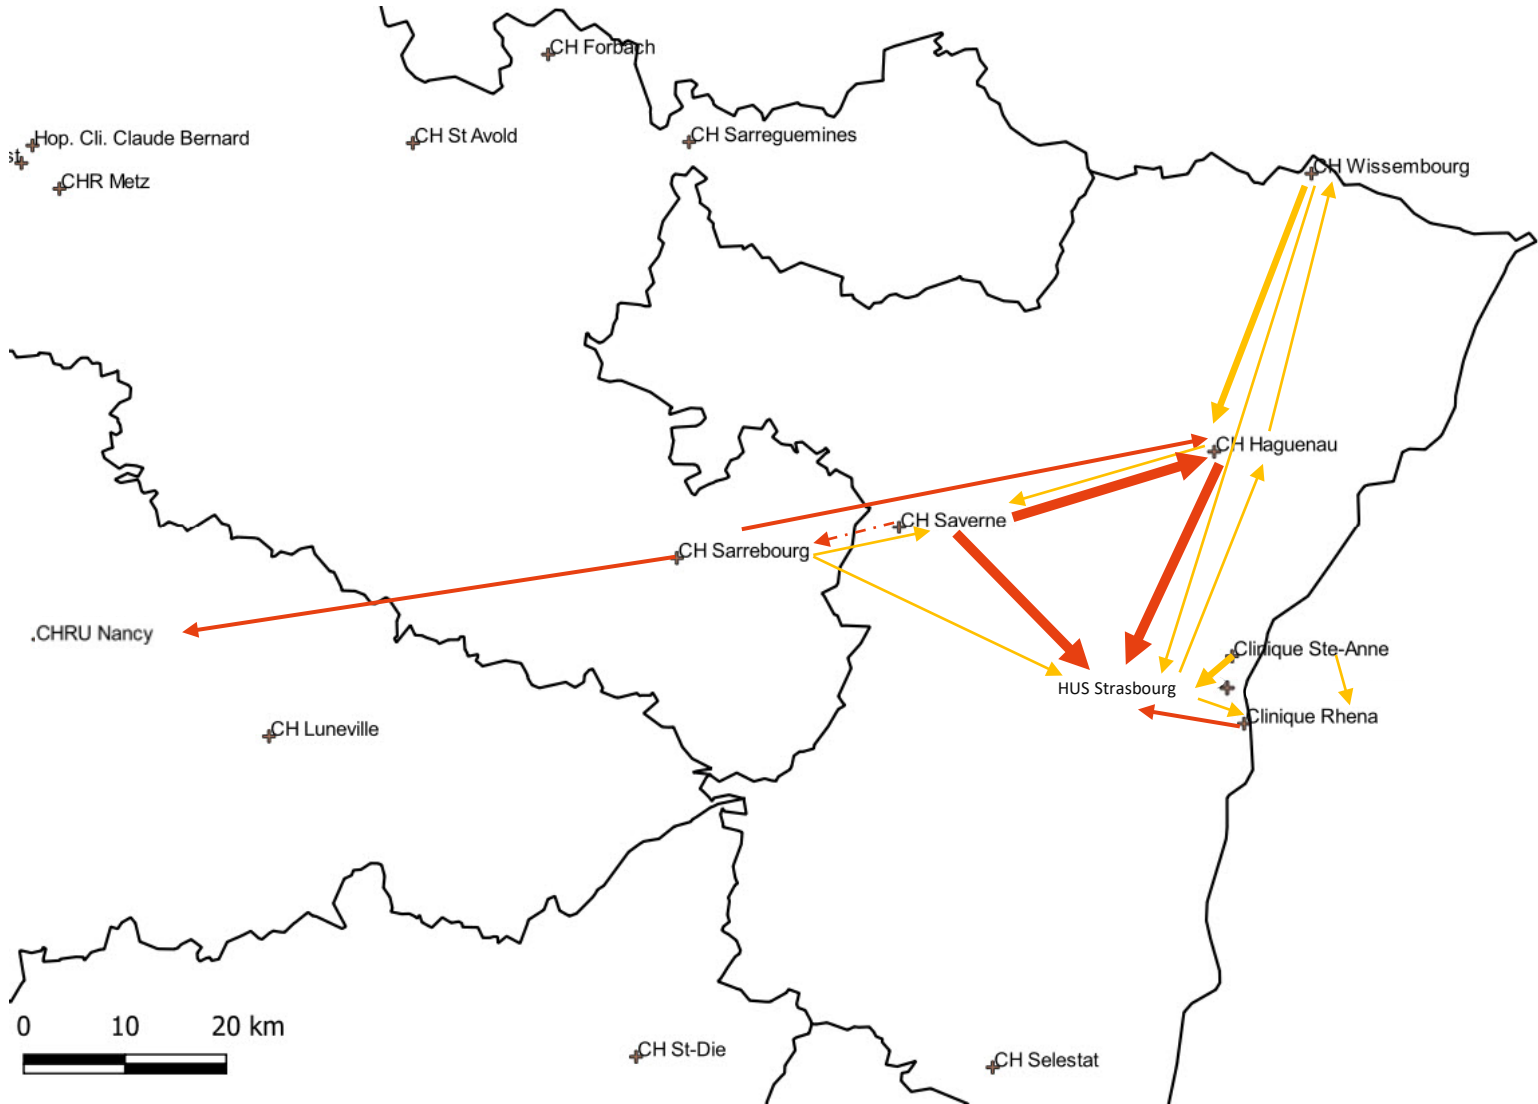 CH Forbach
Hop. Cli. Claude Bernard
CH St Avold
CH Sarreguemines
st
CHR Metz
CH Wissembourg
CH Haguenau
CH Saverne
CH Sarrebourg
CHRU Nancy
Clinique Ste-Anne
HUS Strasbourg
Clinique Rhena
CH Luneville
0 10 20 km
CH St-Die
CH Selestat